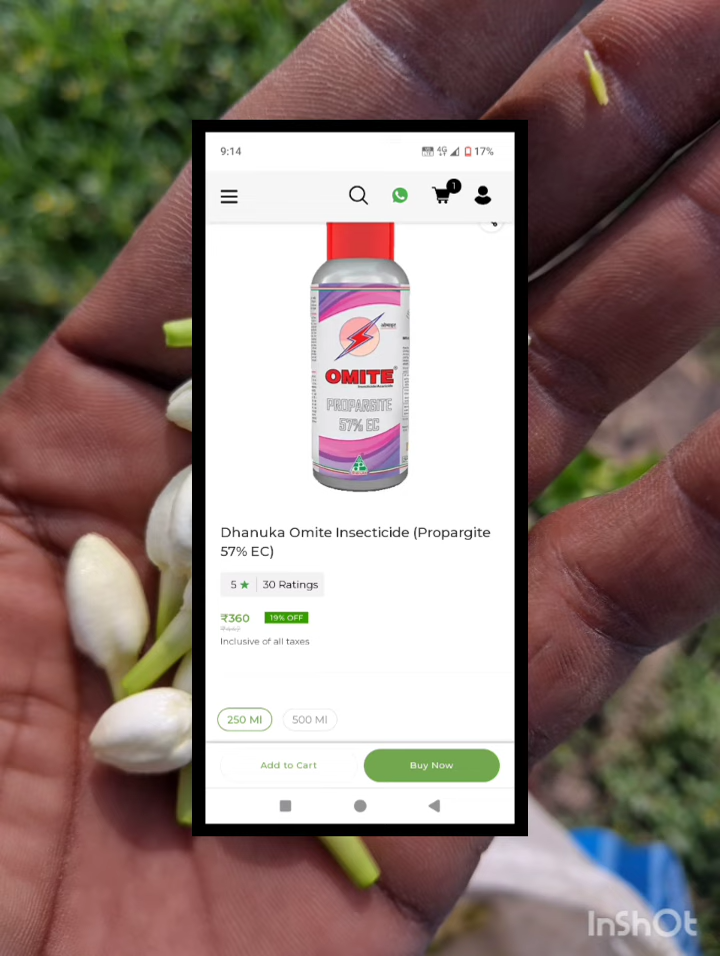 9:14
4G
17%
1
OMITE
PROPARGITE
57% EC
Dhanuka Omite Insecticide (Propargite
57% EC)
5 ★ 30 Ratings
₹360 19% OFF
Inclusive of all taxes
250 Ml 500 Ml
Add to Cart Buy Now
InShOt